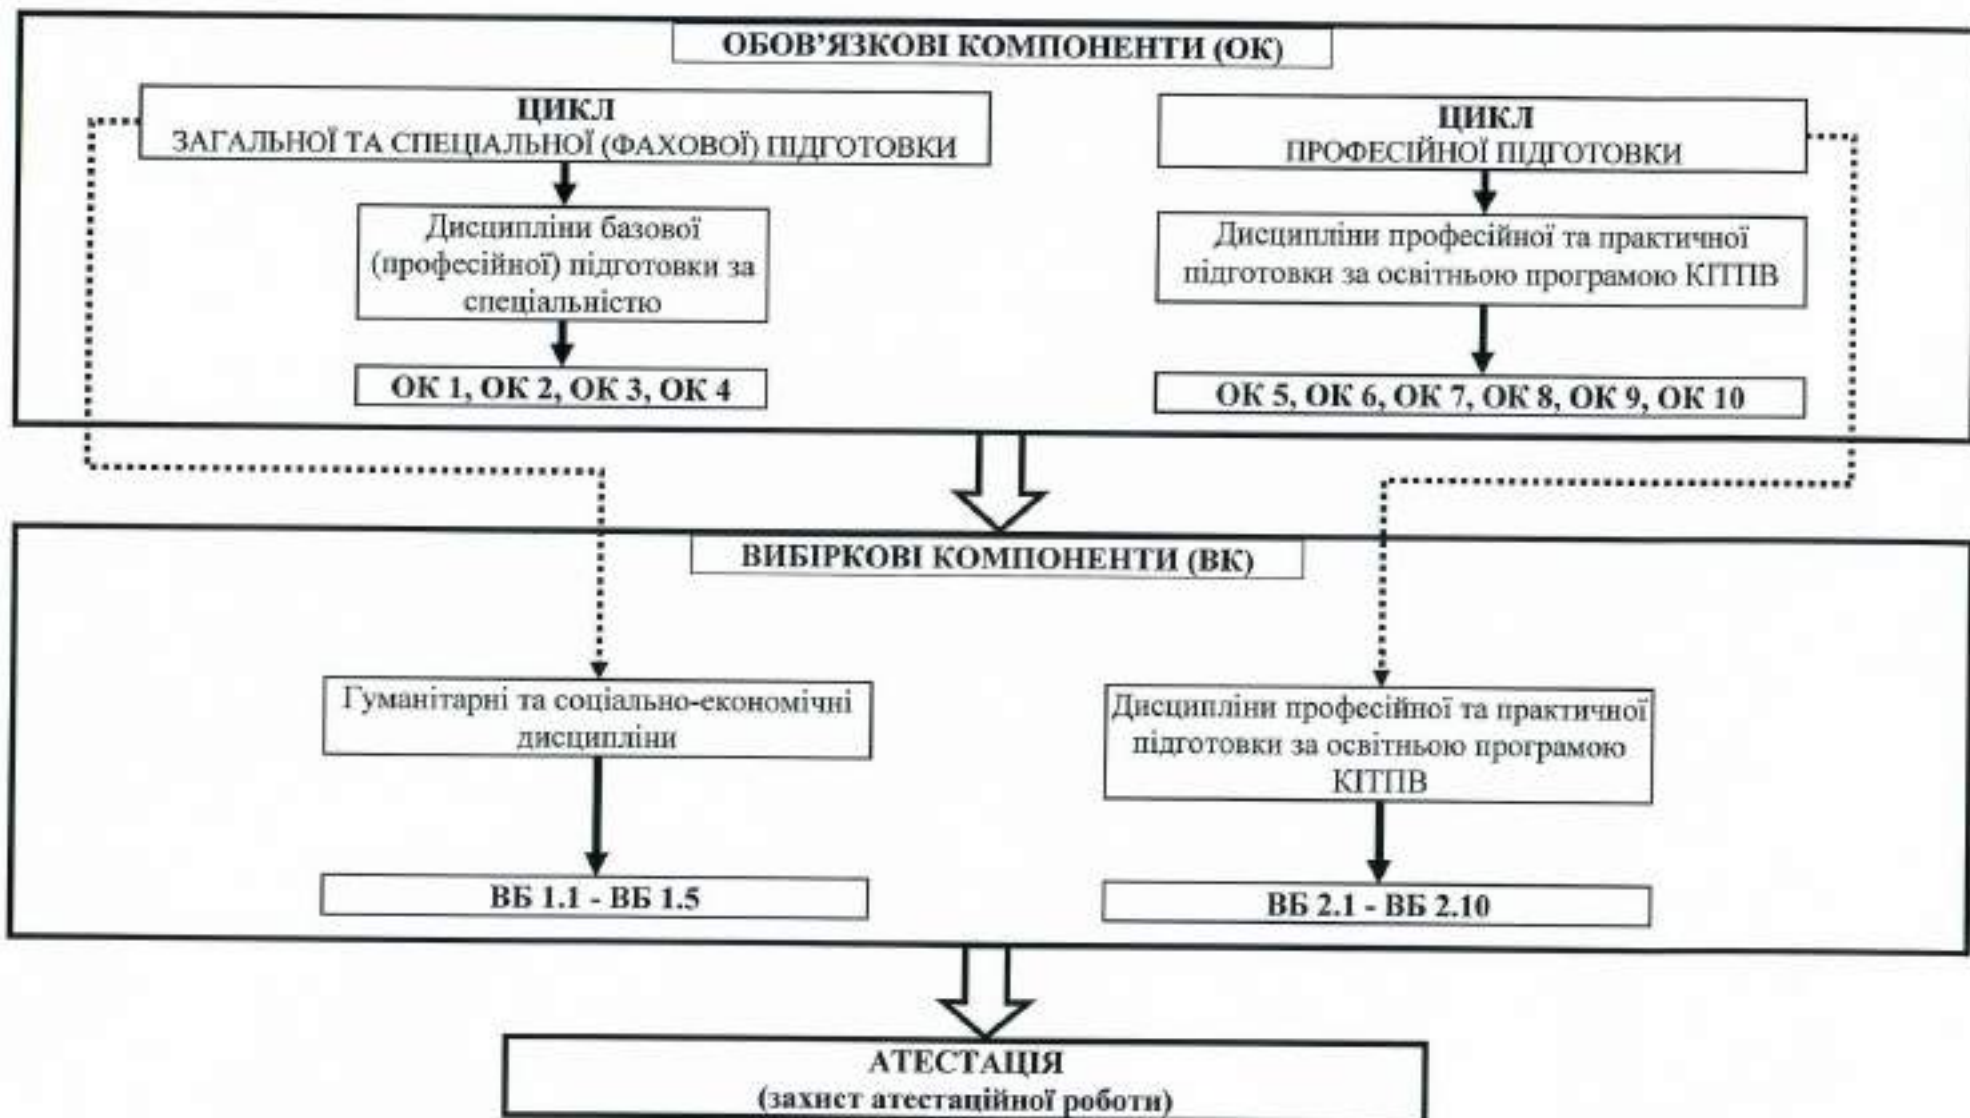 ОБОВ'ЯЗКОВІ КОМПОНЕНТИ (ОК)
ЦИКЛ
ЗАГАЛЬНОЇ ТА СПЕЦІАЛЬНОЇ (ФАХОВОЇ) ПІДГОТОВКИ
ЦИКЛ
ПРОФЕСІЙНОЇ ПІДГОТОВКИ
Дисципліни базової
(професійної) підготовки за
спеціальністю
Дисципліни професійної та практичної
підготовки за освітньою програмою КІТПВ
ОК 1, ОК 2, ОК 3, ОК 4
ОК 5, ОК 6, ОК 7, ОК 8, ОК 9, ОК 10
ВИБІРКОВІ КОМПОНЕНТИ (ВК)
Гуманітарні та соціально-економічні
дисципліни
Дисципліни професійної та практичної
підготовки за освітньою програмою
КІТПВ
ВБ 1.1 - ВБ 1.5
ВБ 2.1 - ВБ 2.10
АТЕСТАЦІЯ
(захист атестаційної роботи)